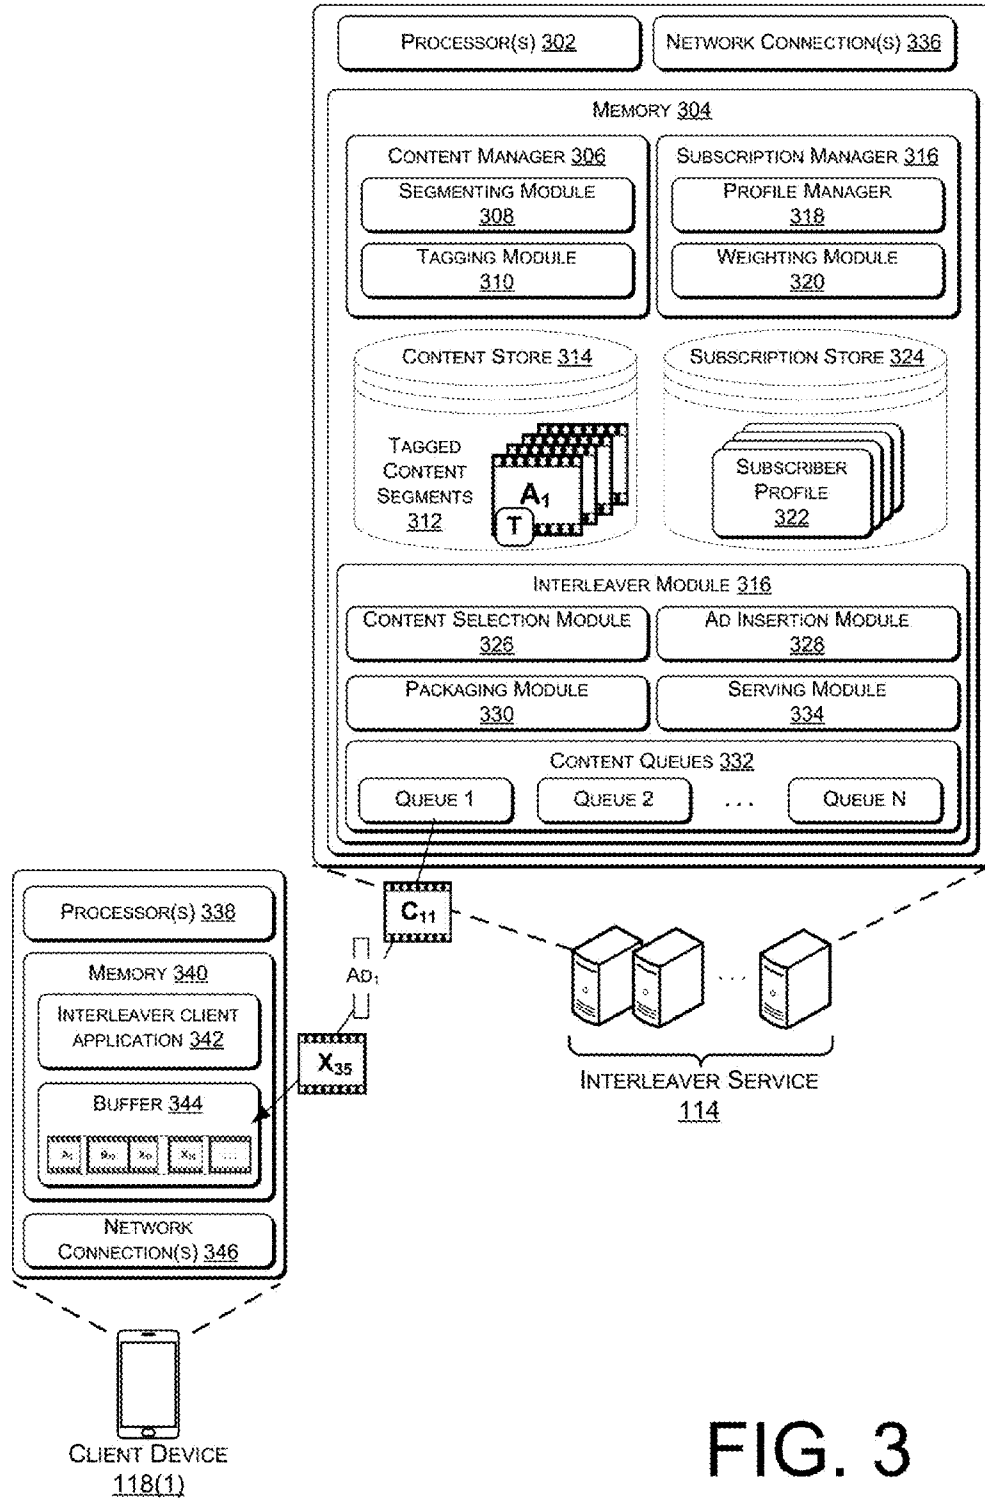 PROCESSOR(S) 302
NETWORK CONNECTION(S) 336
MEMORY 304
CONTENT MANAGER 306
SEGMENTING MODULE
308
TAGGING MODULE
310
SUBSCRIPTION MANAGER 316
PROFILE MANAGER
318
WEIGHTING MODULE
320
CONTENT STORE 314
TAGGED
CONTENT
SEGMENTS
312
A1
T
SUBSCRIPTION STORE 324
SUBSCRIBER
PROFILE
322
INTERLEAVER MODULE 316
CONTENT SELECTION MODULE
326
AD INSERTION MODULE
328
PACKAGING MODULE
330
SERVING MODULE
334
CONTENT QUEUES 332
QUEUE 1
QUEUE 2
...
QUEUE N
C11
AD1
X35
PROCESSOR(S) 338
MEMORY 340
INTERLEAVER CLIENT
APPLICATION 342
BUFFER 344
...
NETWORK
CONNECTION(S) 346
...
INTERLEAVER SERVICE
114
CLIENT DEVICE
118(1)
FIG. 3